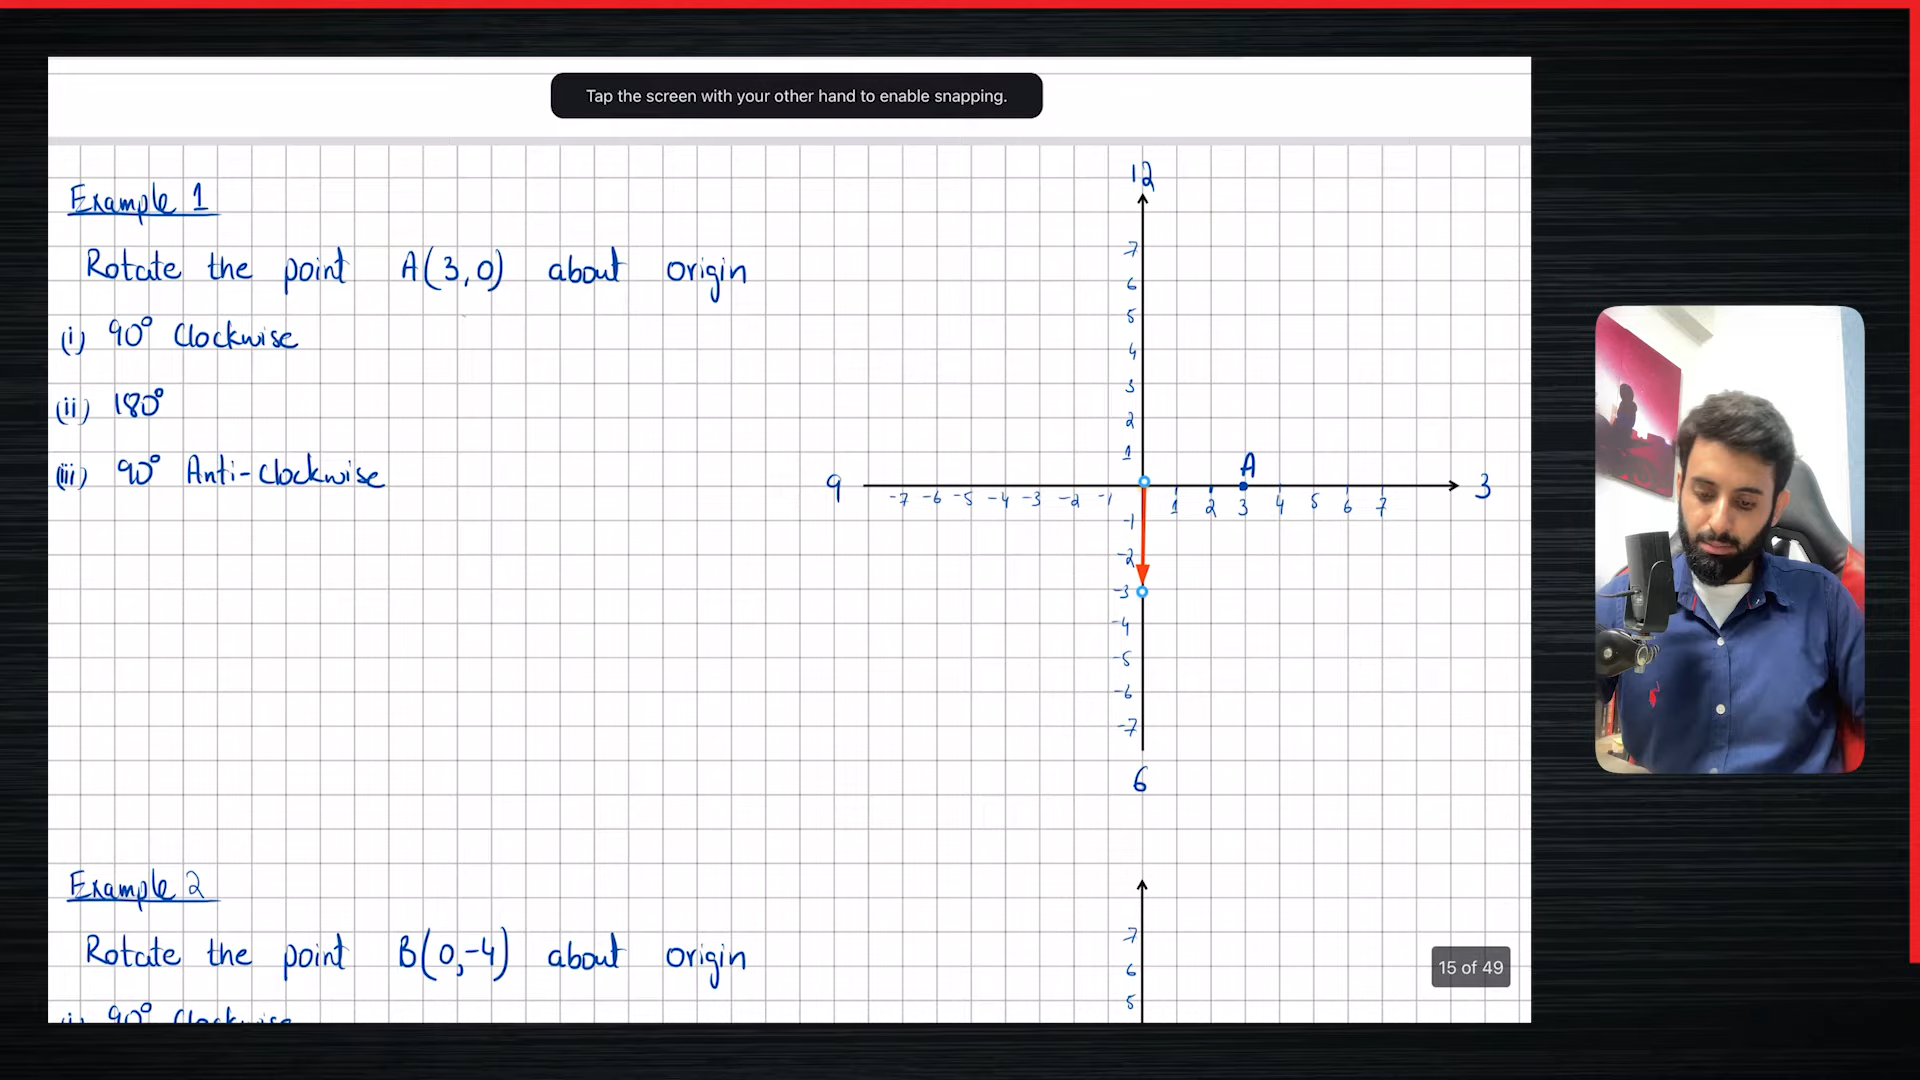 Tap the screen with your other hand to enable snapping.
Example 1
Rotate the point A(3,0) about origin
(i) 90° Clockwise
(ii) 180°
(iii) 90° Anti-clockwise
12
7
6
5
4
3
2
1
A
9
3
-7 -6 -5 -4 -3 -2 -1 1 2 3 4 5 6 7
-1
-2
-3
-4
-5
-6
-7
6
Example 2
Rotate the point B(0,-4) about origin
(i) 90° Clockwise
7
6
5
15 of 49